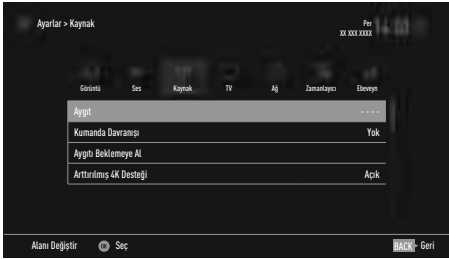 Ayarlar > Kaynak
Per
XX XXX XXXX
Görüntü Ses Kaynak TV Ağ Zamanlayıcı Ebeveyn
Aygıt - - - -
Kumanda Davranışı Yok
Aygıtı Beklemeye Al
Arttırılmış 4K Desteği Açık
Alanı Değiştir OK Seç BACK Geri